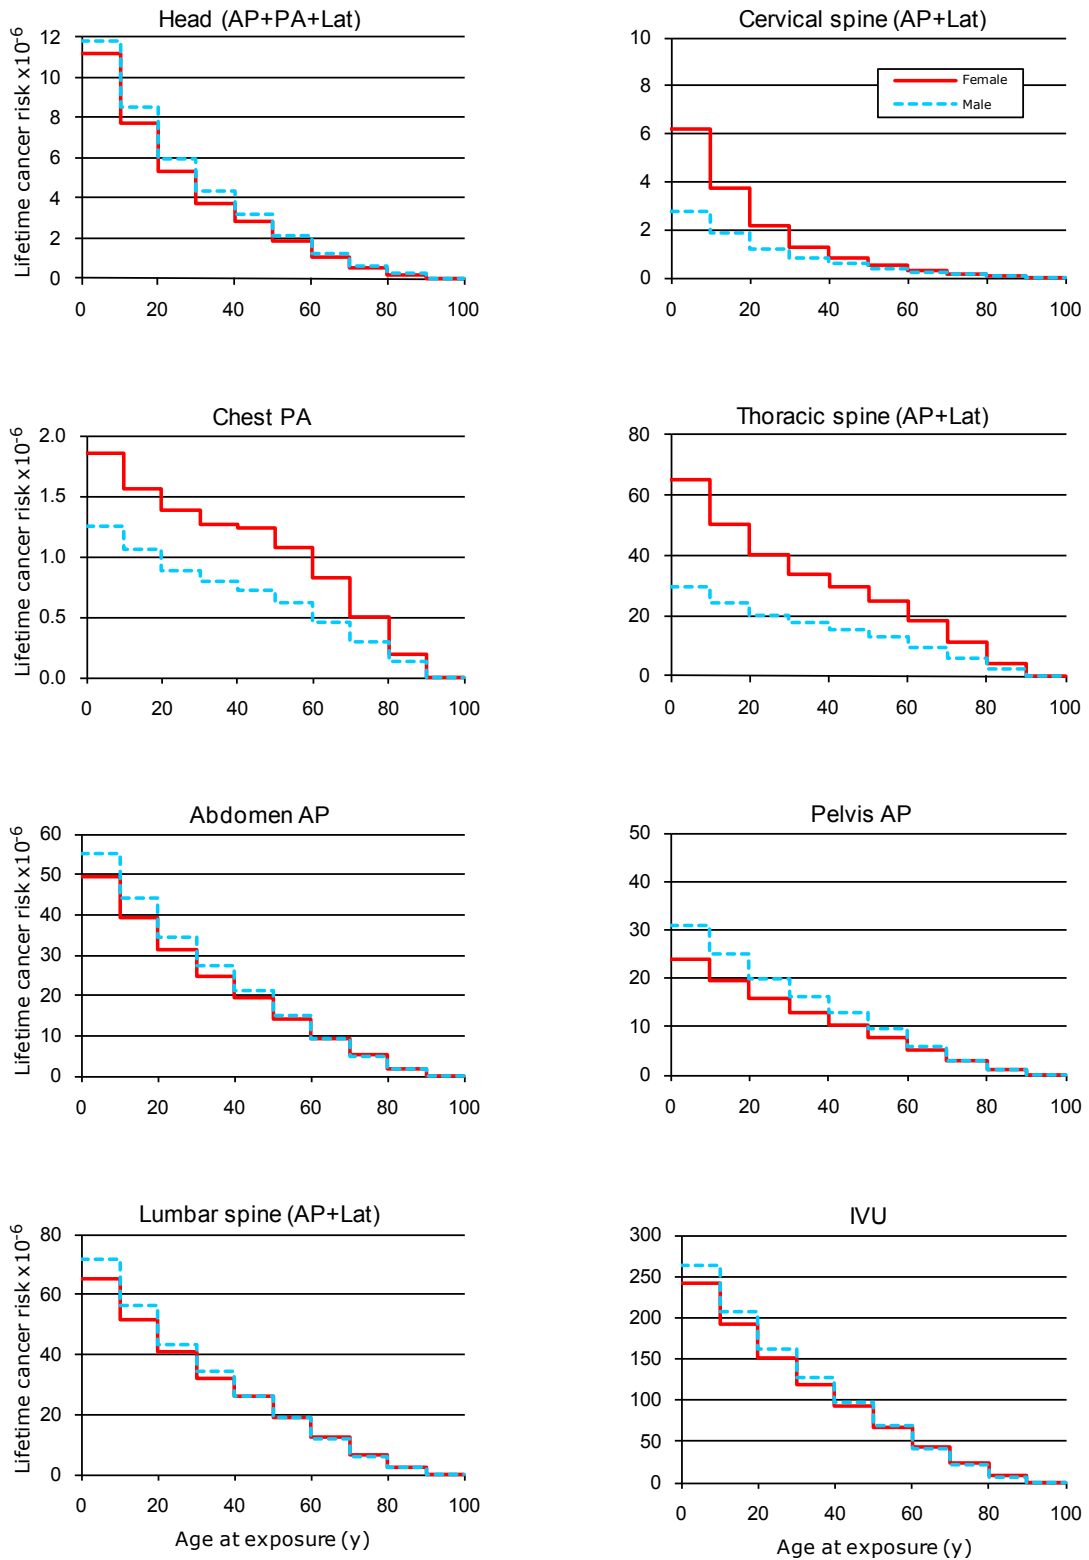 Head (AP+PA+Lat)
Lifetime cancer risk x10-6
12
10
8
6
4
2
0
0 20 40 60 80 100
Cervical spine (AP+Lat)
10
8
6
4
2
0
Female
Male
0 20 40 60 80 100
Chest PA
Lifetime cancer risk x10-6
2.0
1.5
1.0
0.5
0.0
0 20 40 60 80 100
Thoracic spine (AP+Lat)
80
60
40
20
0
0 20 40 60 80 100
Abdomen AP
Lifetime cancer risk x10-6
60
50
40
30
20
10
0
0 20 40 60 80 100
Pelvis AP
50
40
30
20
10
0
0 20 40 60 80 100
Lumbar spine (AP+Lat)
Lifetime cancer risk x10-6
80
60
40
20
0
0 20 40 60 80 100
Age at exposure (y)
IVU
300
250
200
150
100
50
0
0 20 40 60 80 100
Age at exposure (y)